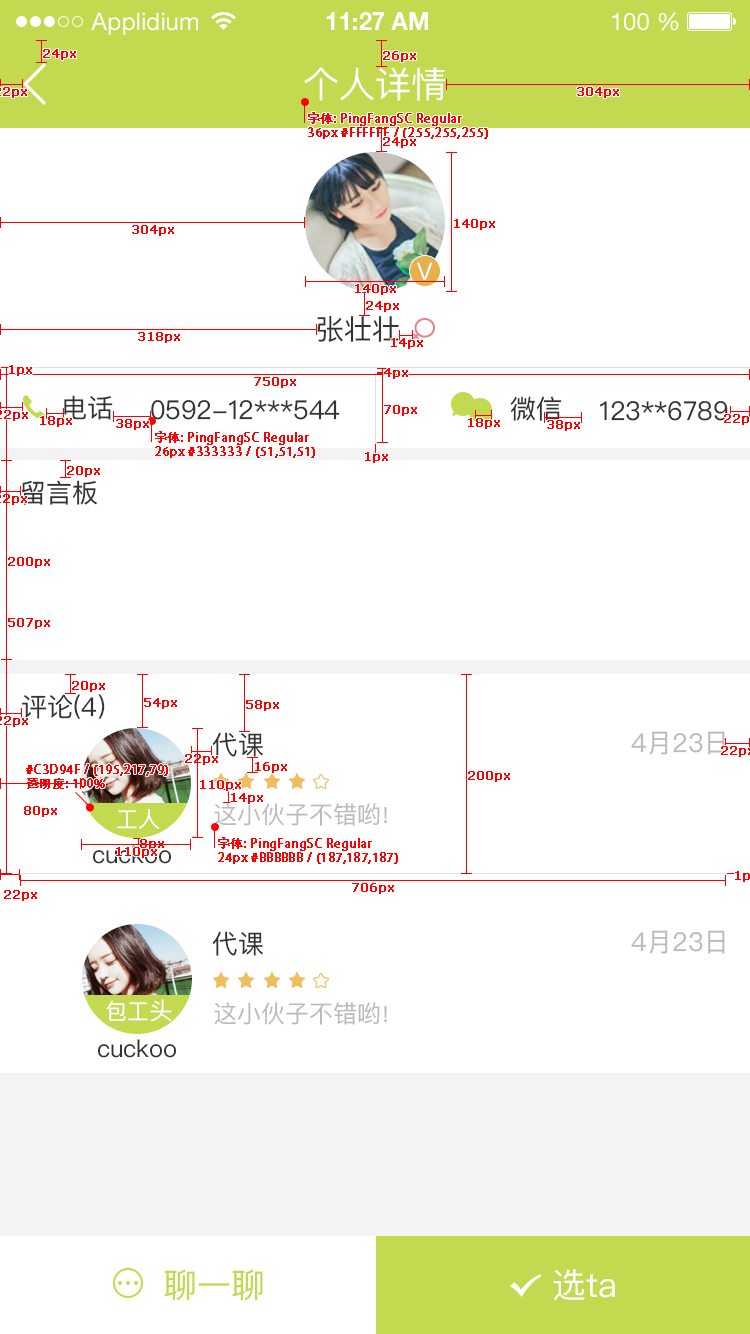 Applidium 11:27 AM 100 %
24px 26px
个人详情
22px 304px
字体: PingFangSC Regular
36px #FFFFFF / (255,255,255)
24px
304px 140px
V
140px
24px
张壮壮
318px 14px
1px 4px
750px
电话 0592-12***544 70px 微信 123**6789
22px 18px 38px 18px 38px 22px
字体: PingFangSC Regular
26px #333333 / (51,51,51)
1px
20px
22px 留言板
200px
507px
20px 54px 58px
评论(4)
22px
代课 4月23日
22px 22px
#C3D94F / (195,217,79) 16px 200px
透明度: 100% 110px
14px
80px 工人 这小伙子不错哟!
字体: PingFangSC Regular
8px
110px
cuckoo 24px #BBBBBB / (187,187,187)
1px
22px 706px
代课 4月23日
包工头 这小伙子不错哟!
cuckoo
聊一聊 选ta